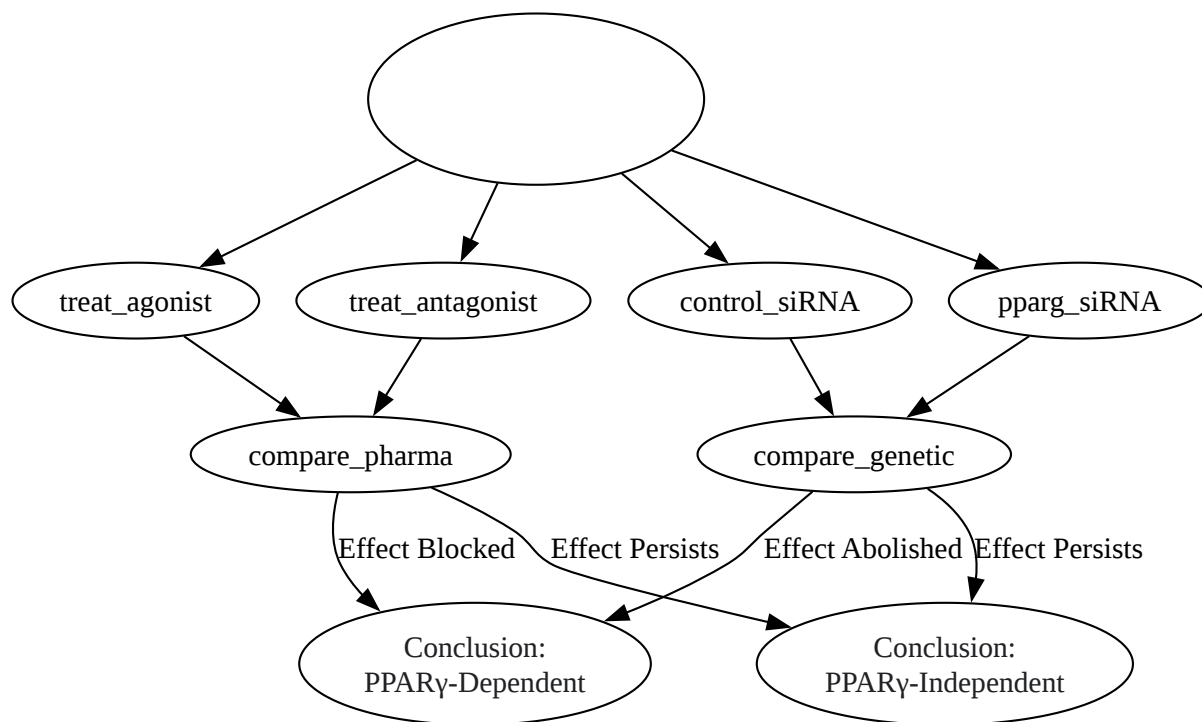 treat_agonist
treat_antagonist
control_siRNA
pparg_siRNA
compare_pharma
compare_genetic
Effect Blocked
Effect Persists
Effect Abolished
Effect Persists
Conclusion:
PPARγ-Dependent
Conclusion:
PPARγ-Independent